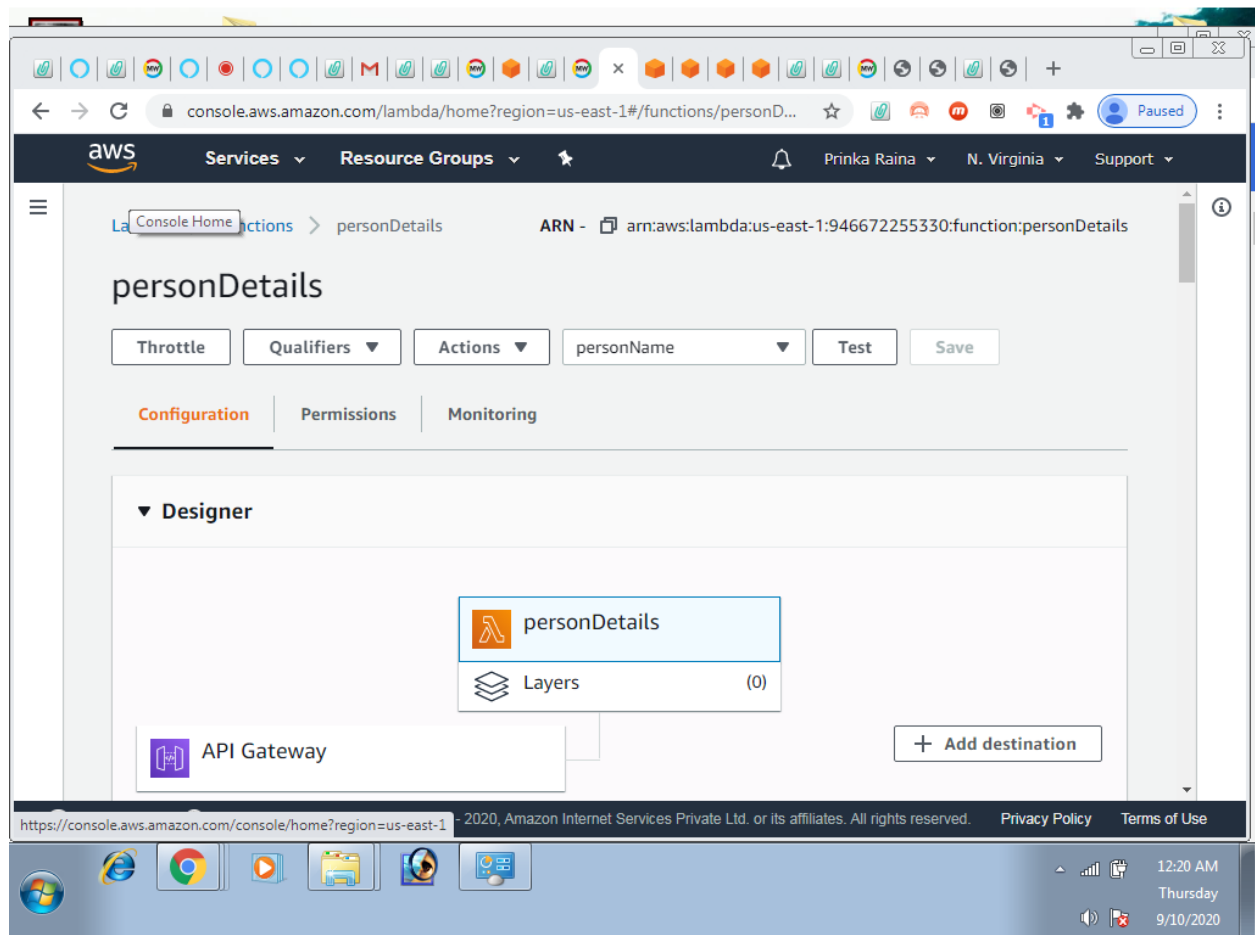 console.aws.amazon.com/lambda/home?region=us-east-1#/functions/personD...
Paused
1
aws
Services
Resource Groups
Prinka Raina
N. Virginia
Support
Console Home
personDetails
ARN -
arn:aws:lambda:us-east-1:946672255330:function:personDetails
personDetails
Throttle
Qualifiers
Actions
personName
Test
Save
Configuration
Permissions
Monitoring
Designer
personDetails
Layers
(0)
API Gateway
+ Add destination
https://console.aws.amazon.com/console/home?region=us-east-1
- 2020, Amazon Internet Services Private Ltd. or its affiliates. All rights reserved.
Privacy Policy
Terms of Use
12:20 AM
Thursday
9/10/2020